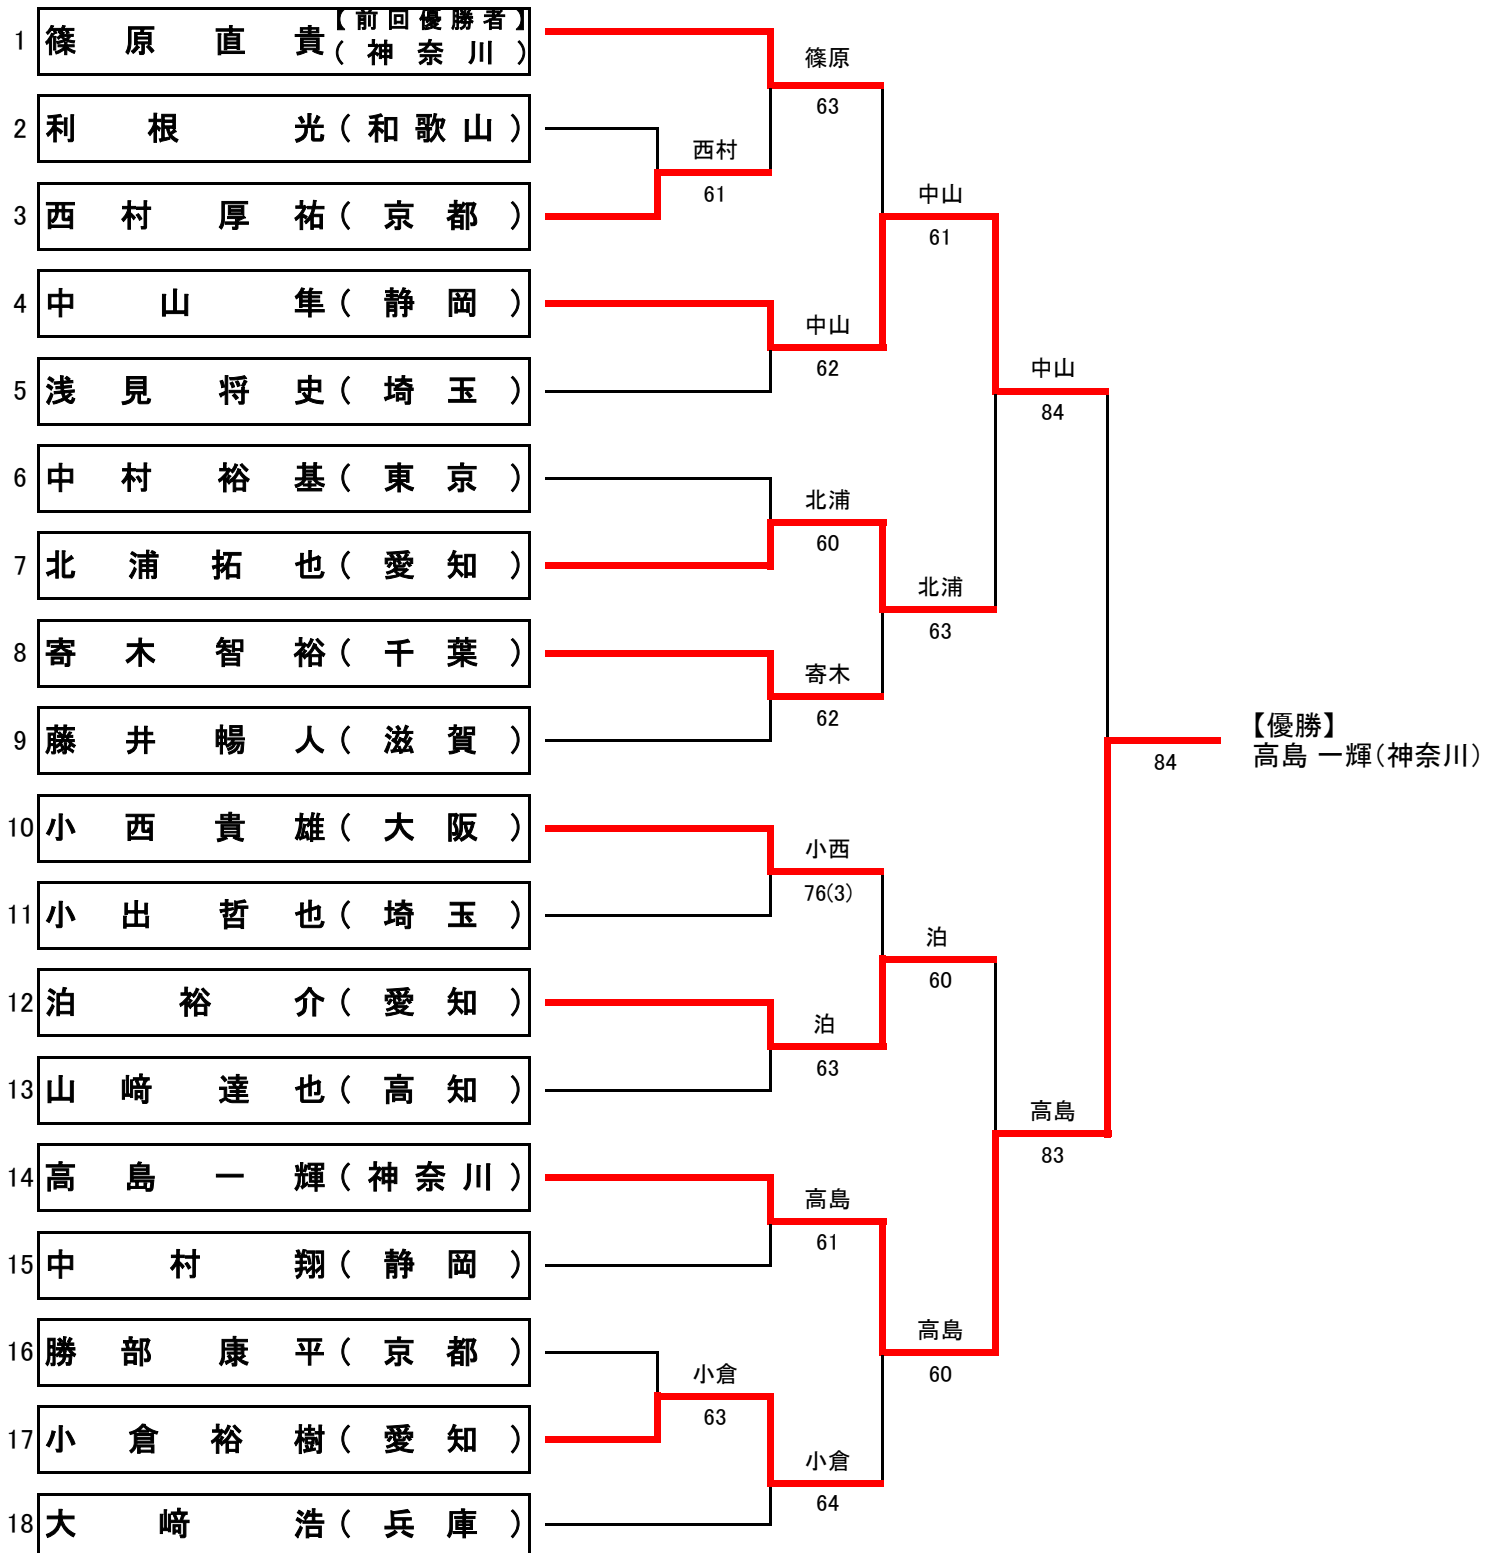 1 篠原直貴 【前回優勝者】
(神奈川)
篠原
63
2 利根光(和歌山)
西村
61
3 西村厚祐(京都)
中山
61
4 中山隼(静岡)
中山
62
5 浅見将史(埼玉)
中山
84
6 中村裕基(東京)
北浦
60
7 北浦拓也(愛知)
北浦
63
8 寄木智裕(千葉)
寄木
62
9 藤井暢人(滋賀)
【優勝】
高島 一輝(神奈川)
84
10 小西貴雄(大阪)
小西
76(3)
11 小出哲也(埼玉)
泊
60
12 泊裕介(愛知)
泊
63
13 山﨑達也(高知)
高島
83
14 高島一輝(神奈川)
高島
61
15 中村翔(静岡)
高島
60
16 勝部康平(京都)
小倉
63
17 小倉裕樹(愛知)
小倉
64
18 大﨑浩(兵庫)